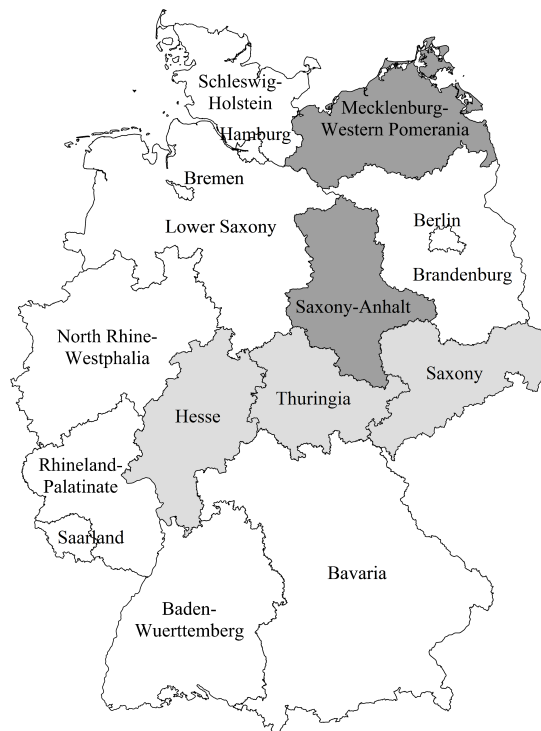 Schleswig-
Holstein
Mecklenburg-
Western Pomerania
Hamburg
Bremen
Lower Saxony
Berlin
Brandenburg
Saxony-Anhalt
North Rhine-
Westphalia
Hesse
Thuringia
Saxony
Rhineland-
Palatinate
Saarland
Bavaria
Baden-
Wuerttemberg